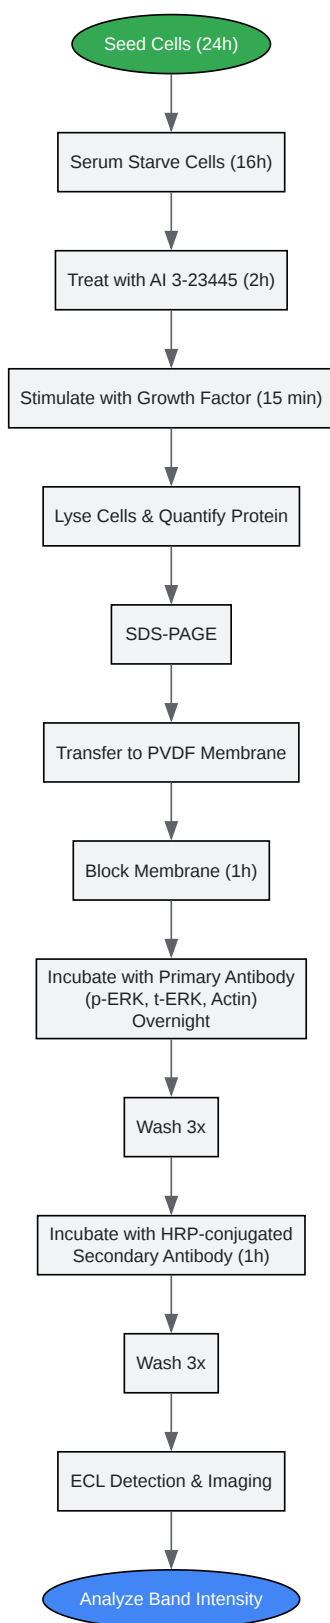 Seed Cells (24h)
Serum Starve Cells (16h)
Treat with AI 3-23445 (2h)
Stimulate with Growth Factor (15 min)
Lyse Cells & Quantify Protein
SDS-PAGE
Transfer to PVDF Membrane
Block Membrane (1h)
Incubate with Primary Antibody
(p-ERK, t-ERK, Actin)
Overnight
Wash 3x
Incubate with HRP-conjugated
Secondary Antibody (1h)
Wash 3x
ECL Detection & Imaging
Analyze Band Intensity